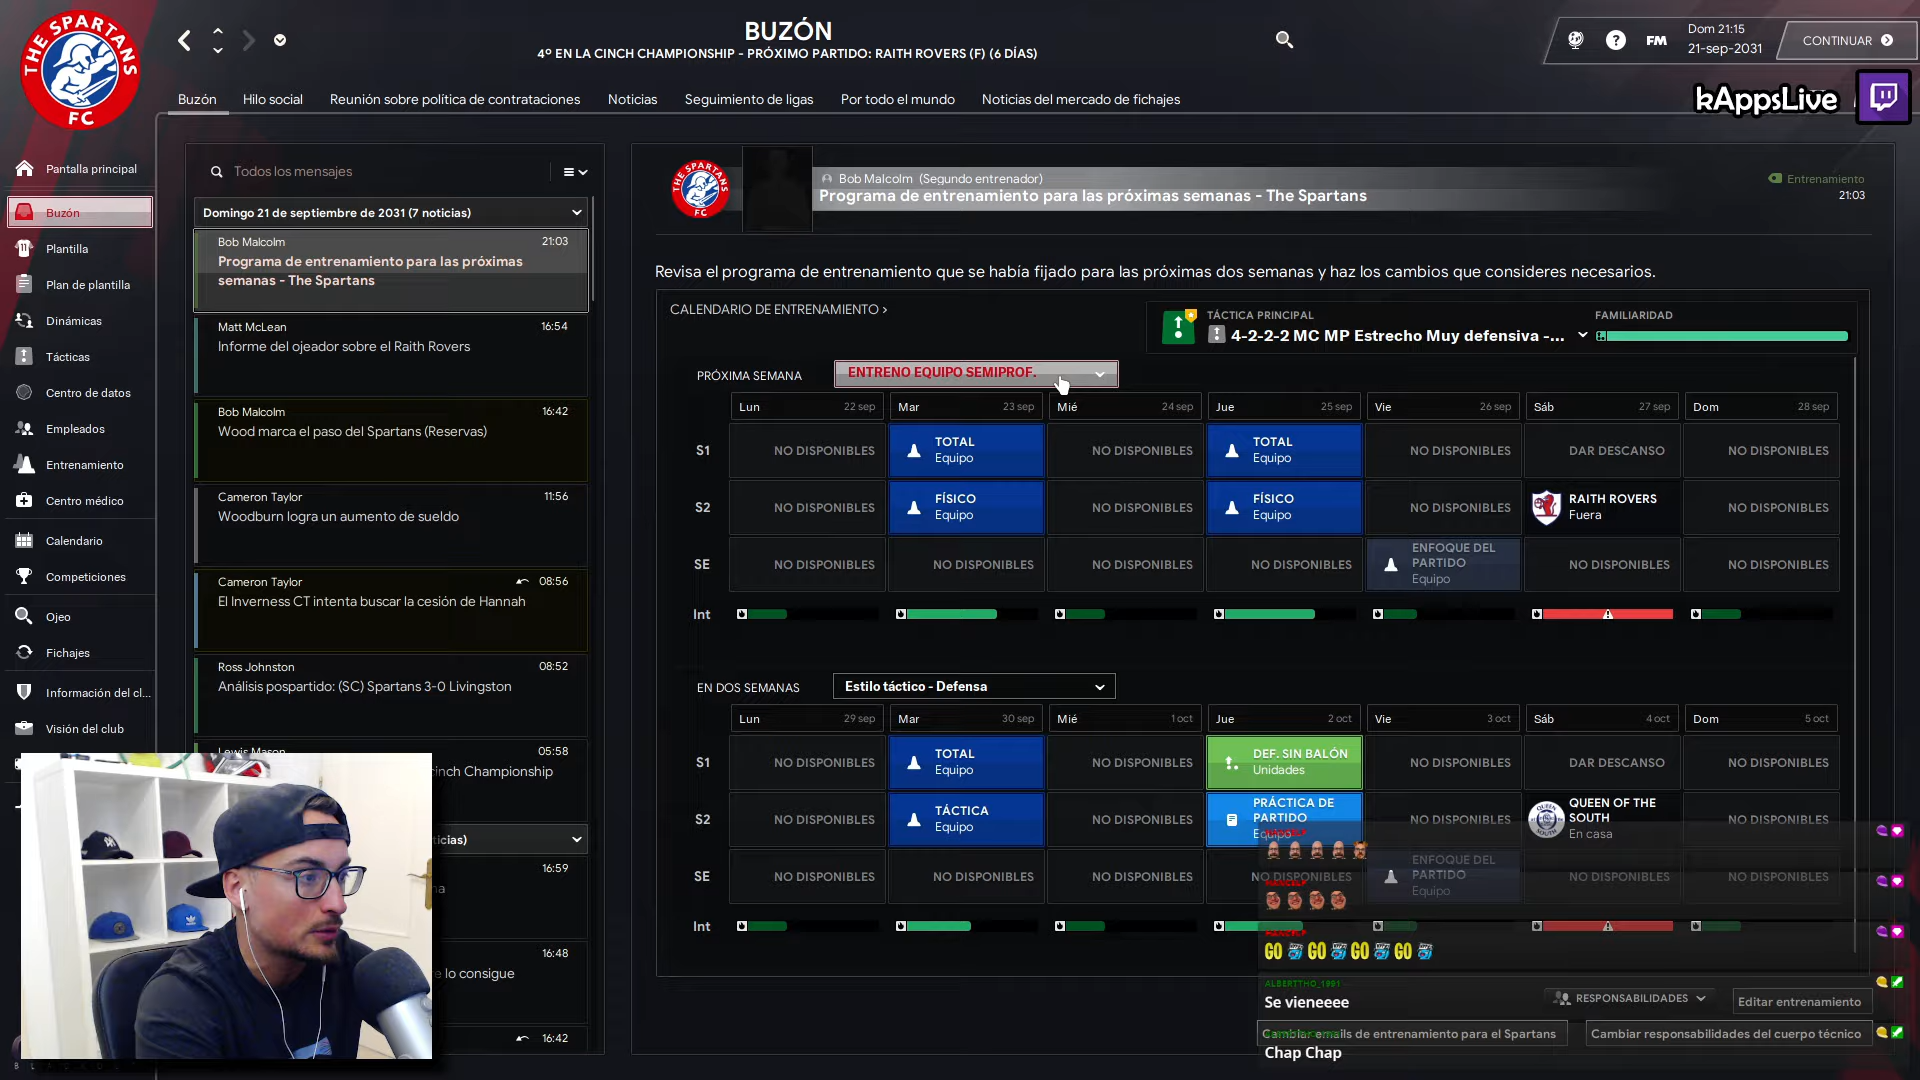 THE SPARTANS
FC
BUZÓN
4º EN LA CINCH CHAMPIONSHIP - PRÓXIMO PARTIDO: RAITH ROVERS (F) (6 DÍAS)
FM
Dom 21:15
21-sep-2031
CONTINUAR
Buzón
Hilo social
Reunión sobre política de contrataciones
Noticias
Seguimiento de ligas
Por todo el mundo
Noticias del mercado de fichajes
kAppsLive
Pantalla principal
Buzón
Plantilla
Plan de plantilla
Dinámicas
Tácticas
Centro de datos
Empleados
Entrenamiento
Centro médico
Calendario
Competiciones
Ojeo
Fichajes
Información del cl...
Visión del club
Todos los mensajes
Domingo 21 de septiembre de 2031 (7 noticias)
Bob Malcolm 21:03
Programa de entrenamiento para las próximas
semanas - The Spartans
Matt McLean 16:54
Informe del ojeador sobre el Raith Rovers
Bob Malcolm 16:42
Wood marca el paso del Spartans (Reservas)
Cameron Taylor 11:56
Woodburn logra un aumento de sueldo
Cameron Taylor 08:56
El Inverness CT intenta buscar la cesión de Hannah
Ross Johnston 08:52
Análisis pospartido: (SC) Spartans 3-0 Livingston
Lewis Mason 05:58
cinch Championship
ticias)
16:59
16:48
e lo consigue
16:42
THE SPARTANS
FC
Bob Malcolm (Segundo entrenador)
Programa de entrenamiento para las próximas semanas - The Spartans
Entrenamiento
21:03
Revisa el programa de entrenamiento que se había fijado para las próximas dos semanas y haz los cambios que consideres necesarios.
CALENDARIO DE ENTRENAMIENTO >
TÁCTICA PRINCIPAL
4-2-2-2 MC MP Estrecho Muy defensiva -...
FAMILIARIDAD
PRÓXIMA SEMANA
ENTRENO EQUIPO SEMIPROF.
Lun 22 sep Mar 23 sep Mié 24 sep Jue 25 sep Vie 26 sep Sáb 27 sep Dom 28 sep
S1 NO DISPONIBLES TOTAL Equipo NO DISPONIBLES TOTAL Equipo NO DISPONIBLES DAR DESCANSO NO DISPONIBLES
S2 NO DISPONIBLES FÍSICO Equipo NO DISPONIBLES FÍSICO Equipo NO DISPONIBLES RAITH ROVERS Fuera NO DISPONIBLES
SE NO DISPONIBLES NO DISPONIBLES NO DISPONIBLES NO DISPONIBLES ENFOQUE DEL PARTIDO Equipo NO DISPONIBLES NO DISPONIBLES
Int
EN DOS SEMANAS
Estilo táctico - Defensa
Lun 29 sep Mar 30 sep Mié 1 oct Jue 2 oct Vie 3 oct Sáb 4 oct Dom 5 oct
S1 NO DISPONIBLES TOTAL Equipo NO DISPONIBLES DEF. SIN BALÓN Unidades NO DISPONIBLES DAR DESCANSO NO DISPONIBLES
S2 NO DISPONIBLES TÁCTICA Equipo NO DISPONIBLES PRÁCTICA DE PARTIDO Equipo NO DISPONIBLES QUEEN OF THE SOUTH En casa NO DISPONIBLES
SE NO DISPONIBLES NO DISPONIBLES NO DISPONIBLES NO DISPONIBLES ENFOQUE DEL PARTIDO Equipo NO DISPONIBLES NO DISPONIBLES
Int
GO GO GO GO
ALBERTTHO_1991
Se vieneeee
RESPONSABILIDADES
Editar entrenamiento
Cambiar emails de entrenamiento para el Spartans
Cambiar responsabilidades del cuerpo técnico
Chap Chap